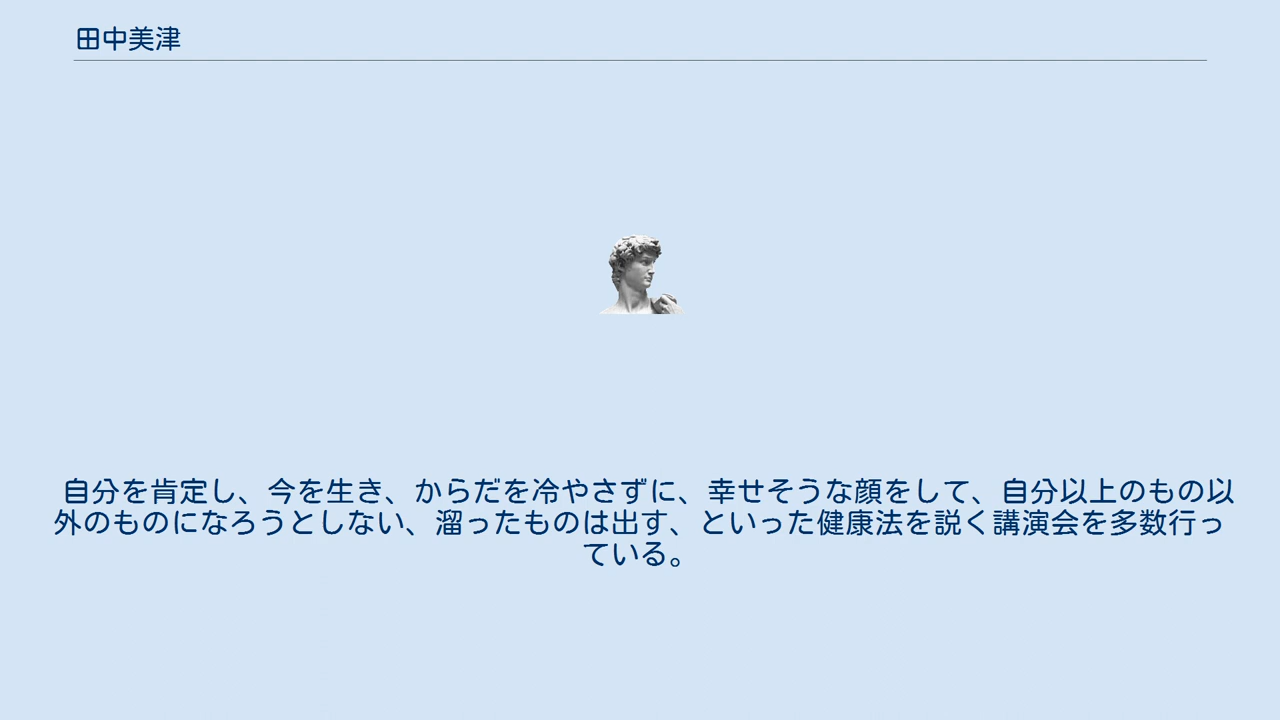 田中美津
自分を肯定し、今を生き、からだを冷やさずに、幸せそうな顔をして、自分以上のもの以
外のものになろうとしない、溜ったものは出す、といった健康法を説く講演会を多数行っ
ている。